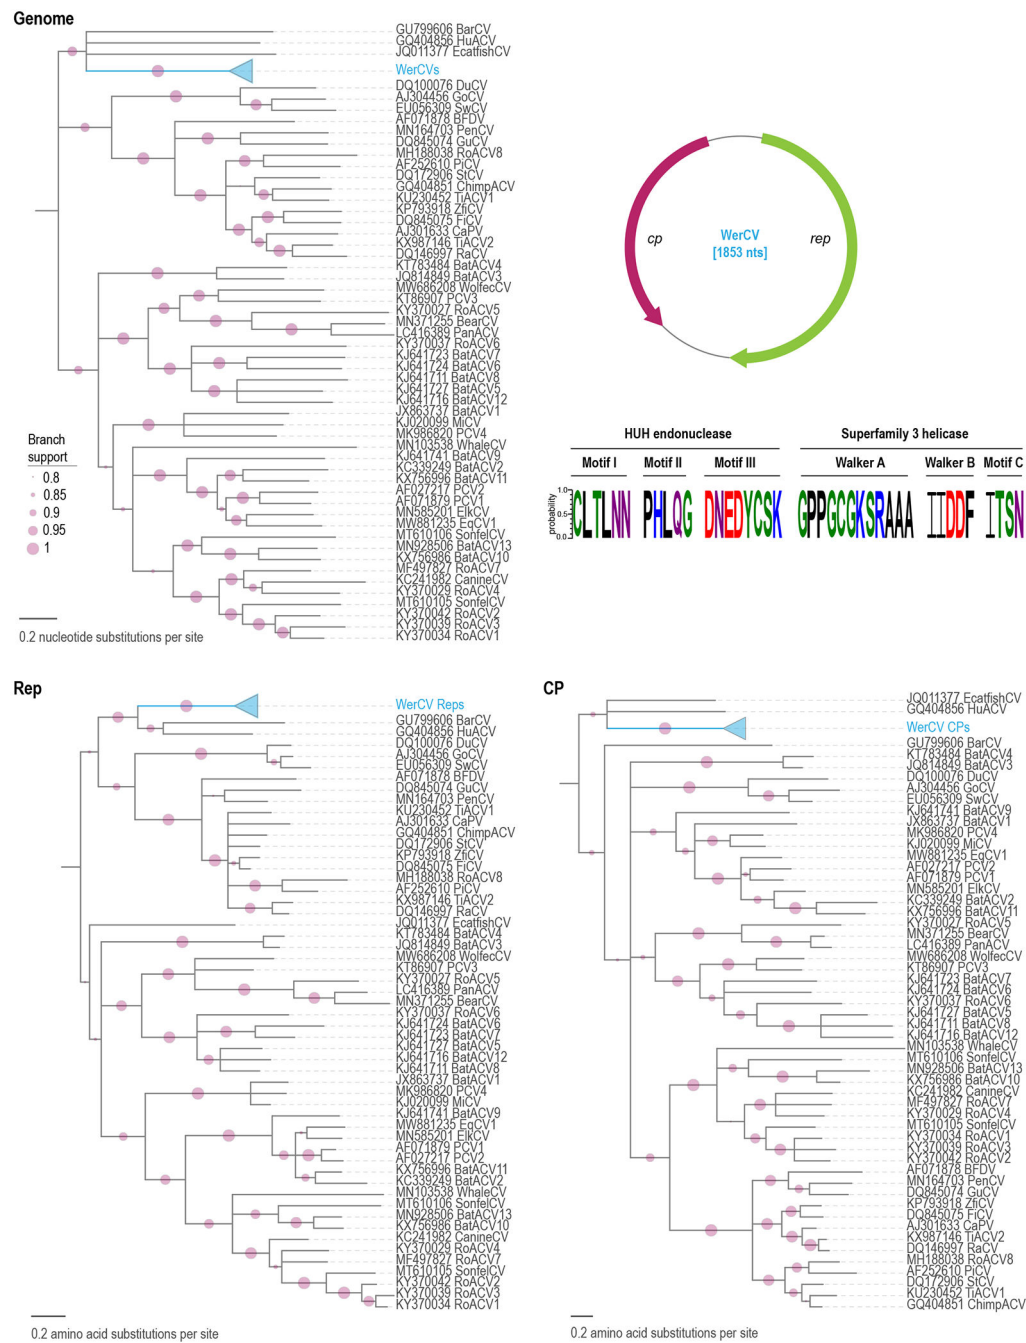 Genome
GU799606 BarCV
GQ404856 HuACV
JQ011377 EcatfishCV
WerCVs
DQ100076 DuCV
AJ304456 GoCV
EU056309 SwCV
AF071878 BFDV
MN164703 PenCV
DQ845074 GuCV
MH188038 RoACV8
AF252610 PiCV
DQ172906 StCV
GQ404851 ChimpACV
KU230452 TiACV1
KP793918 ZfiCV
DQ845075 FiCV
AJ301633 CaPV
KX987146 TiACV2
DQ146997 RaCV
KT783484 BatACV4
JQ814849 BatACV3
MW686208 WolfecCV
KT86907 PCV3
KY370027 RoACV5
MN371255 BearCV
LC416389 PanACV
KY370037 RoACV6
KJ641723 BatACV7
KJ641724 BatACV6
KJ641711 BatACV8
KJ641727 BatACV5
KJ641716 BatACV12
JX863737 BatACV1
KJ020099 MiCV
MK986820 PCV4
MN103538 WhaleCV
KJ641741 BatACV9
KC339249 BatACV2
KX756996 BatACV11
AF027217 PCV2
AF071879 PCV1
MN585201 ElkCV
MW881235 EqCV1
MT610106 SonfelCV
MN928506 BatACV13
KX756986 BatACV10
MF497827 RoACV7
KC241982 CanineCV
KY370029 RoACV4
MT610105 SonfelCV
KY370042 RoACV2
KY370039 RoACV3
KY370034 RoACV1
Branch
support
0.8
0.85
0.9
0.95
1
0.2 nucleotide substitutions per site
cp
WerCV
[1853 nts]
rep
HUH endonuclease
Superfamily 3 helicase
Motif I
Motif II
Motif III
Walker A
Walker B
Motif C
probability
1.0
0.5
0.0
CLTLNN
PHLQG
DNEDYCSK
GPPGCGKSRAAA
IIDDF
ITSN
Rep
WerCV Reps
GU799606 BarCV
GQ404856 HuACV
DQ100076 DuCV
AJ304456 GoCV
EU056309 SwCV
AF071878 BFDV
DQ845074 GuCV
MN164703 PenCV
KU230452 TiACV1
AJ301633 CaPV
GQ404851 ChimpACV
DQ172906 StCV
KP793918 ZfiCV
DQ845075 FiCV
MH188038 RoACV8
AF252610 PiCV
KX987146 TiACV2
DQ146997 RaCV
JQ011377 EcatfishCV
KT783484 BatACV4
JQ814849 BatACV3
MW686208 WolfecCV
KT86907 PCV3
KY370027 RoACV5
LC416389 PanACV
MN371255 BearCV
KY370037 RoACV6
KJ641724 BatACV6
KJ641723 BatACV7
KJ641727 BatACV5
KJ641716 BatACV12
KJ641711 BatACV8
JX863737 BatACV1
MK986820 PCV4
KJ020099 MiCV
KJ641741 BatACV9
MW881235 EqCV1
MN585201 ElkCV
AF071879 PCV1
AF027217 PCV2
KX756996 BatACV11
KC339249 BatACV2
MN103538 WhaleCV
MT610106 SonfelCV
MN928506 BatACV13
KX756986 BatACV10
KC241982 CanineCV
KY370029 RoACV4
MF497827 RoACV7
MT610105 SonfelCV
KY370042 RoACV2
KY370039 RoACV3
KY370034 RoACV1
0.2 amino acid substitutions per site
CP
JQ011377 EcatfishCV
GQ404856 HuACV
WerCV CPs
GU799606 BarCV
KT783484 BatACV4
JQ814849 BatACV3
DQ100076 DuCV
AJ304456 GoCV
EU056309 SwCV
KJ641741 BatACV9
JX863737 BatACV1
MK986820 PCV4
KJ020099 MiCV
MW881235 EqCV1
AF027217 PCV2
AF071879 PCV1
MN585201 ElkCV
KC339249 BatACV2
KX756996 BatACV11
KY370027 RoACV5
MN371255 BearCV
LC416389 PanACV
MW686208 WolfecCV
KT86907 PCV3
KJ641723 BatACV7
KJ641724 BatACV6
KY370037 RoACV6
KJ641727 BatACV5
KJ641711 BatACV8
KJ641716 BatACV12
MN103538 WhaleCV
MT610106 SonfelCV
MN928506 BatACV13
KX756986 BatACV10
KC241982 CanineCV
MF497827 RoACV7
KY370029 RoACV4
MT610105 SonfelCV
KY370034 RoACV1
KY370039 RoACV3
KY370042 RoACV2
AF071878 BFDV
MN164703 PenCV
DQ845074 GuCV
KP793918 ZfiCV
DQ845075 FiCV
AJ301633 CaPV
KX987146 TiACV2
DQ146997 RaCV
MH188038 RoACV8
AF252610 PiCV
DQ172906 StCV
KU230452 TiACV1
GQ404851 ChimpACV
0.2 amino acid substitutions per site